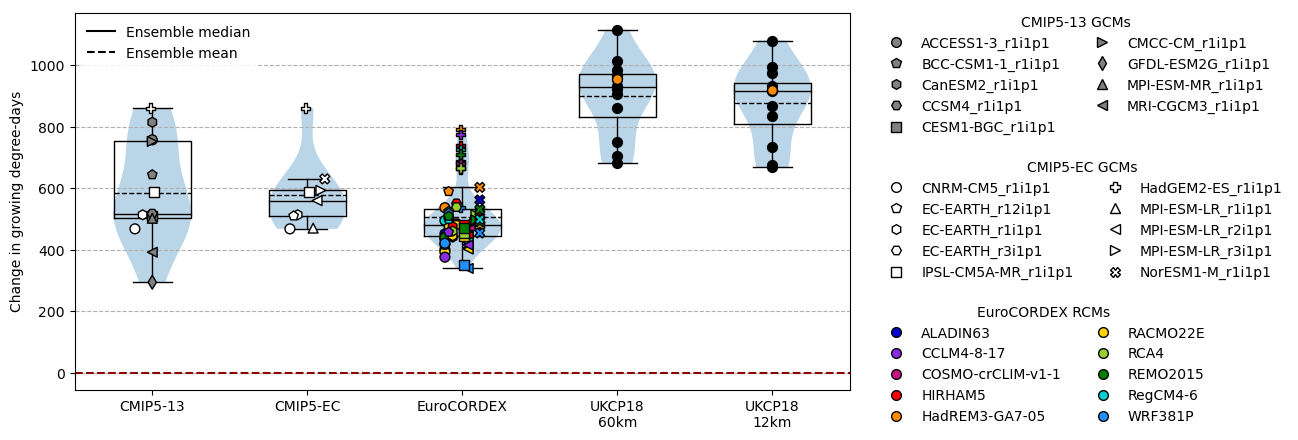 Change in growing degree-days
1000
800
600
400
200
0
Ensemble median
Ensemble mean
CMIP5-13
CMIP5-EC
EuroCORDEX
UKCP18
60km
UKCP18
12km
CMIP5-13 GCMs
ACCESS1-3_r1i1p1
BCC-CSM1-1_r1i1p1
CanESM2_r1i1p1
CCSM4_r1i1p1
CESM1-BGC_r1i1p1
CMCC-CM_r1i1p1
GFDL-ESM2G_r1i1p1
MPI-ESM-MR_r1i1p1
MRI-CGCM3_r1i1p1
CMIP5-EC GCMs
CNRM-CM5_r1i1p1
EC-EARTH_r12i1p1
EC-EARTH_r1i1p1
EC-EARTH_r3i1p1
IPSL-CM5A-MR_r1i1p1
HadGEM2-ES_r1i1p1
MPI-ESM-LR_r1i1p1
MPI-ESM-LR_r2i1p1
MPI-ESM-LR_r3i1p1
NorESM1-M_r1i1p1
EuroCORDEX RCMs
ALADIN63
CCLM4-8-17
COSMO-crCLIM-v1-1
HIRHAM5
HadREM3-GA7-05
RACMO22E
RCA4
REMO2015
RegCM4-6
WRF381P